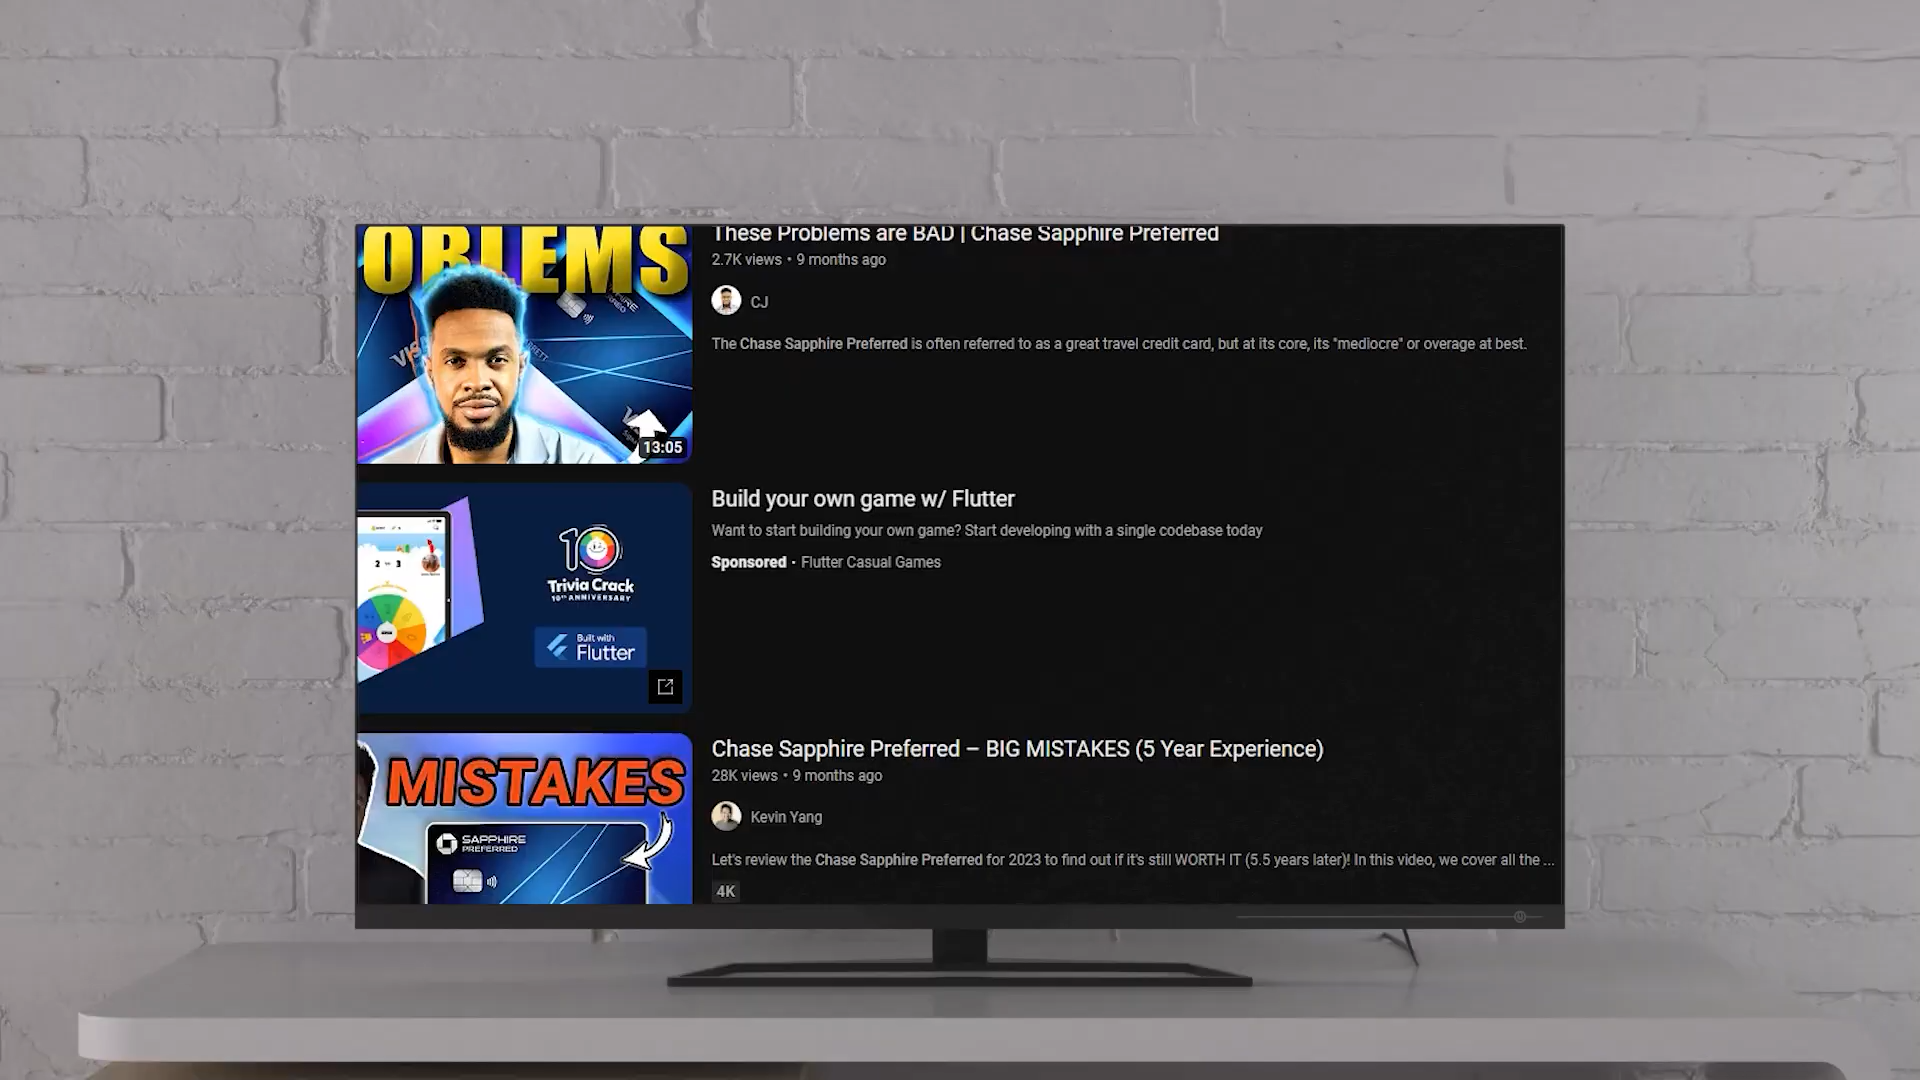 OBLEMS
These Problems are BAD | Chase Sapphire Preferred
2.7K views • 9 months ago
CJ
The Chase Sapphire Preferred is often referred to as a great travel credit card, but at its core, its "mediocre" or overage at best.
13:05
Build your own game w/ Flutter
Want to start building your own game? Start developing with a single codebase today
Sponsored • Flutter Casual Games
2
3
10
Trivia Crack
10TH ANNIVERSARY
Built with
Flutter
Chase Sapphire Preferred – BIG MISTAKES (5 Year Experience)
28K views • 9 months ago
Kevin Yang
Let's review the Chase Sapphire Preferred for 2023 to find out if it's still WORTH IT (5.5 years later)! In this video, we cover all the ...
4K
MISTAKES
SAPPHIRE
PREFERRED